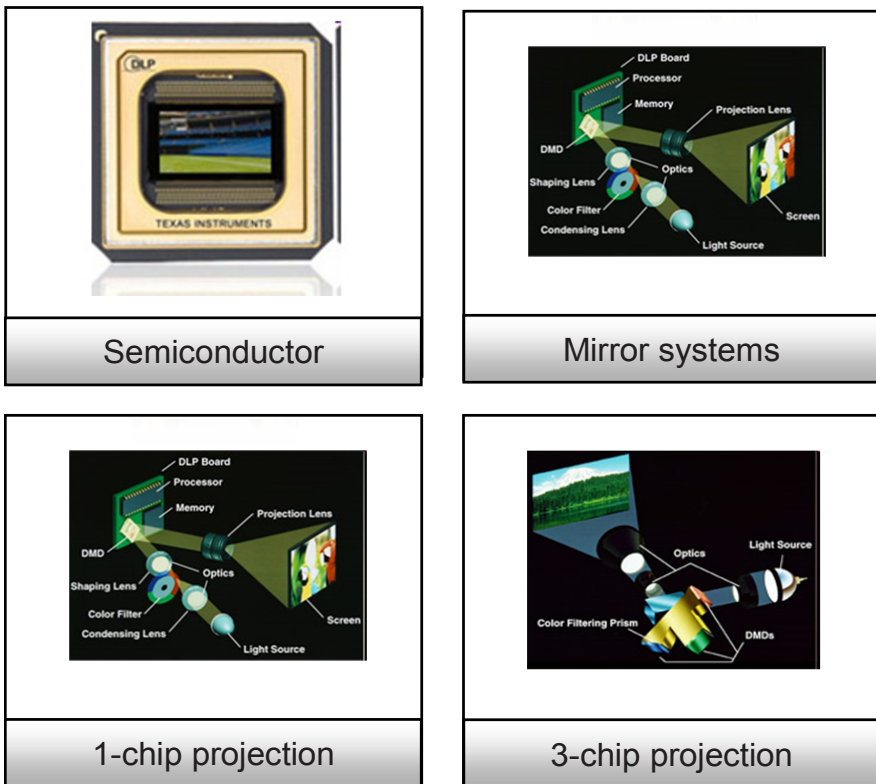 DLP
TEXAS INSTRUMENTS
Semiconductor
DLP Board
Processor
Memory
Projection Lens
DMD
Optics
Shaping Lens
Color Filter
Screen
Condensing Lens
Light Source
Mirror systems
DLP Board
Processor
Memory
Projection Lens
DMD
Optics
Shaping Lens
Color Filter
Screen
Condensing Lens
Light Source
1-chip projection
Light Source
Optics
Color Filtering Prism
DMDs
3-chip projection